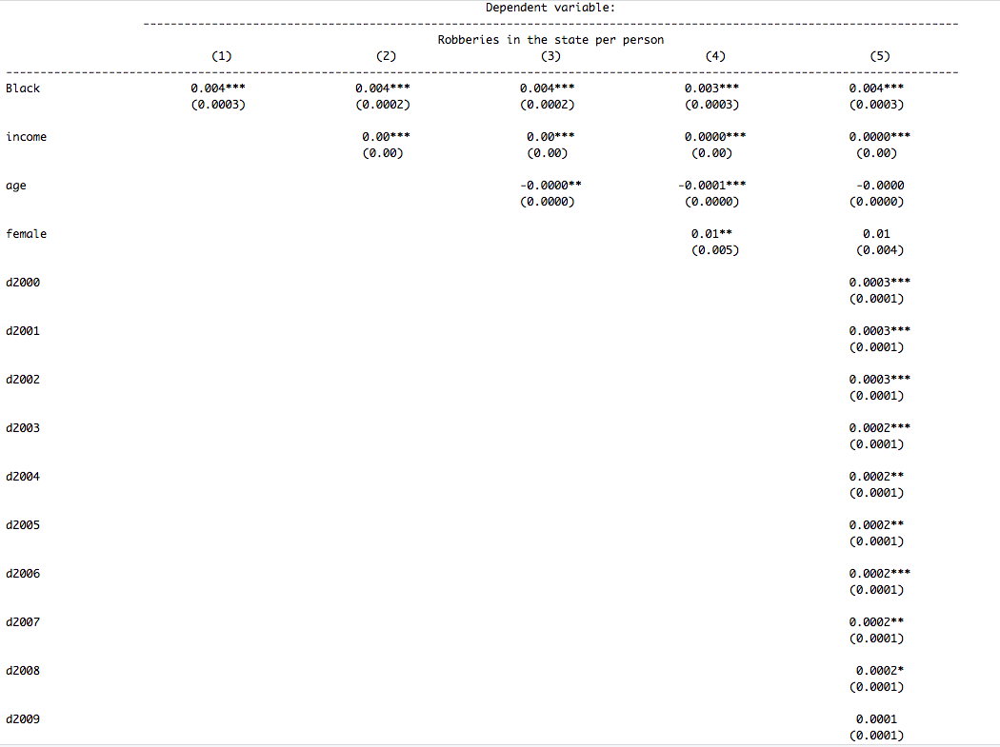 Dependent variable:
---------------------------------------------------------------------------------------------------
Robberies in the state per person
(1) (2) (3) (4) (5)
---------------------------------------------------------------------------------------------------
Black 0.004*** 0.004*** 0.004*** 0.003*** 0.004***
(0.0003) (0.0002) (0.0002) (0.0003) (0.0003)
income 0.00*** 0.00*** 0.0000*** 0.0000***
(0.00) (0.00) (0.00) (0.00)
age -0.0000** -0.0001*** -0.0000
(0.0000) (0.0000) (0.0000)
female 0.01** 0.01
(0.005) (0.004)
d2000 0.0003***
(0.0001)
d2001 0.0003***
(0.0001)
d2002 0.0003***
(0.0001)
d2003 0.0002***
(0.0001)
d2004 0.0002**
(0.0001)
d2005 0.0002**
(0.0001)
d2006 0.0002***
(0.0001)
d2007 0.0002**
(0.0001)
d2008 0.0002*
(0.0001)
d2009 0.0001
(0.0001)